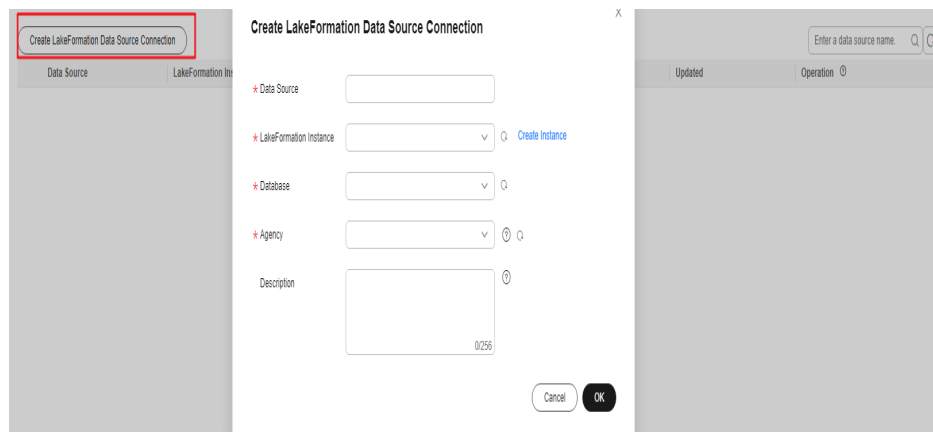 Create LakeFormation Data Source Connection
Enter a data source name.
Data Source
LakeFormation Ins
Updated
Operation
Create LakeFormation Data Source Connection
X
* Data Source
* LakeFormation Instance
Create Instance
* Database
* Agency
Description
0/256
Cancel
OK